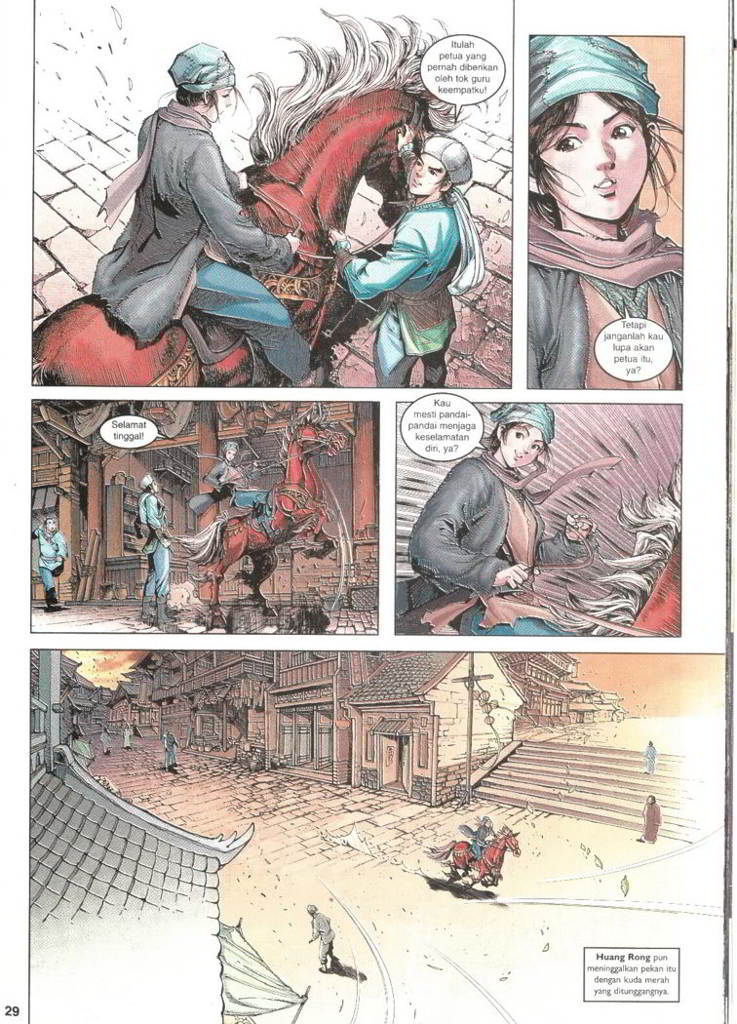 Itulah
petua yang
pernah diberikan
oleh tok guru
keempatku!
Tetapi
janganlah kau
lupa akan
petua itu,
ya?
Selamat
tinggal!
Kau
mesti pandai-
pandai menjaga
keselamatan
diri, ya?
Huang Rong pun
meninggalkan pekan itu
dengan kuda merah
yang ditunggangnya.
29